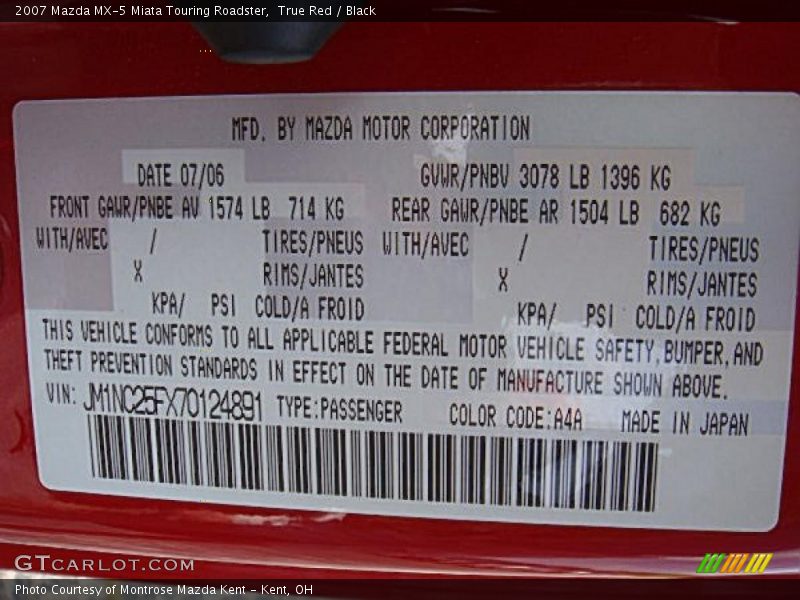 2007 Mazda MX-5 Miata Touring Roadster, True Red / Black
MFD. BY MAZDA MOTOR CORPORATION
DATE 07/06 GVWR/PNBV 3078 LB 1396 KG
FRONT GAWR/PNBE AV 1574 LB 714 KG REAR GAWR/PNBE AR 1504 LB 682 KG
WITH/AVEC / TIRES/PNEUS WITH/AVEC / TIRES/PNEUS
X RIMS/JANTES X RIMS/JANTES
KPA/ PSI COLD/A FROID KPA/ PSI COLD/A FROID
THIS VEHICLE CONFORMS TO ALL APPLICABLE FEDERAL MOTOR VEHICLE SAFETY, BUMPER, AND
THEFT PREVENTION STANDARDS IN EFFECT ON THE DATE OF MANUFACTURE SHOWN ABOVE.
VIN: JM1NC25FX70124891 TYPE:PASSENGER COLOR CODE:A4A MADE IN JAPAN
GTCARLOT.COM
Photo Courtesy of Montrose Mazda Kent - Kent, OH